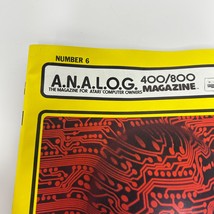 NUMBER 6
A.N.A.L.O.G. 400/800
THE MAGAZINE FOR ATARI COMPUTER OWNERS MAGAZINE